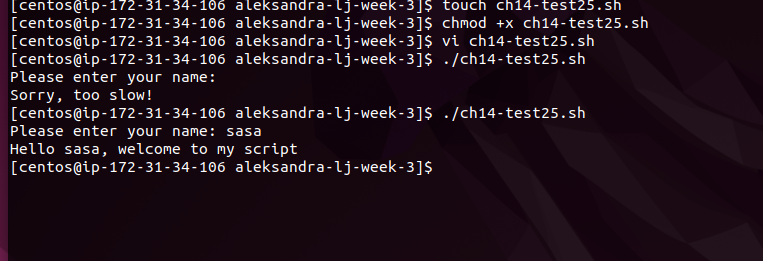 [centos@ip-172-31-34-106 aleksandra-lj-week-3]$ touch ch14-test25.sh
[centos@ip-172-31-34-106 aleksandra-lj-week-3]$ chmod +x ch14-test25.sh
[centos@ip-172-31-34-106 aleksandra-lj-week-3]$ vi ch14-test25.sh
[centos@ip-172-31-34-106 aleksandra-lj-week-3]$ ./ch14-test25.sh
Please enter your name:
Sorry, too slow!
[centos@ip-172-31-34-106 aleksandra-lj-week-3]$ ./ch14-test25.sh
Please enter your name: sasa
Hello sasa, welcome to my script
[centos@ip-172-31-34-106 aleksandra-lj-week-3]$